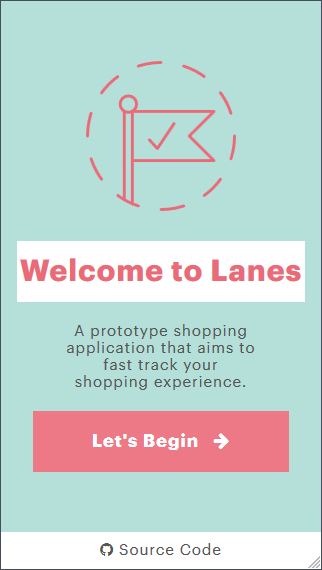 Welcome to Lanes
A prototype shopping
application that aims to
fast track your
shopping experience.
Let's Begin
Source Code